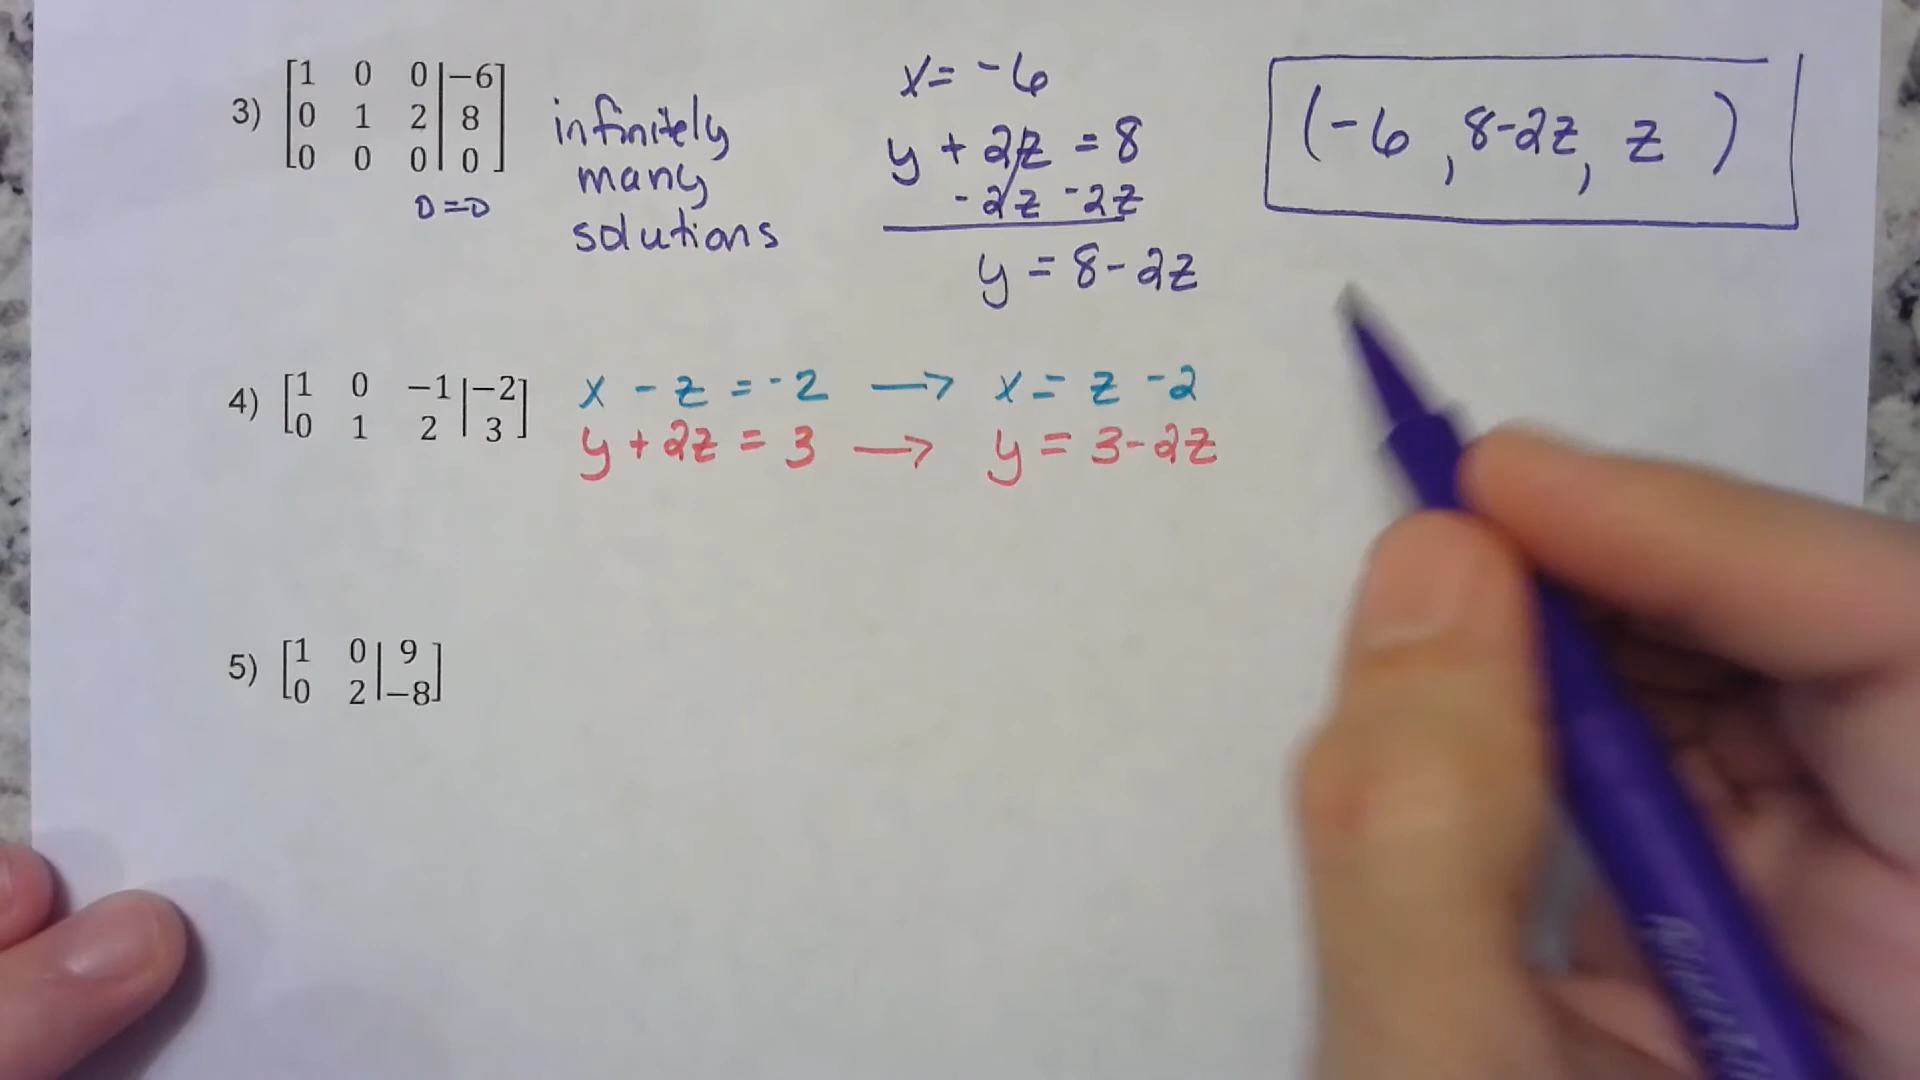 3) [1 0 0 | -6]
[0 1 2 | 8]
[0 0 0 | 0]
0=0
infinitely
many
solutions
x = -6
y + 2z = 8
-2z -2z
y = 8-2z
(-6, 8-2z, z)
4) [1 0 -1 | -2]
[0 1 2 | 3]
x - z = -2 → x = z -2
y + 2z = 3 → y = 3-2z
5) [1 0 | 9]
[0 2 | -8]